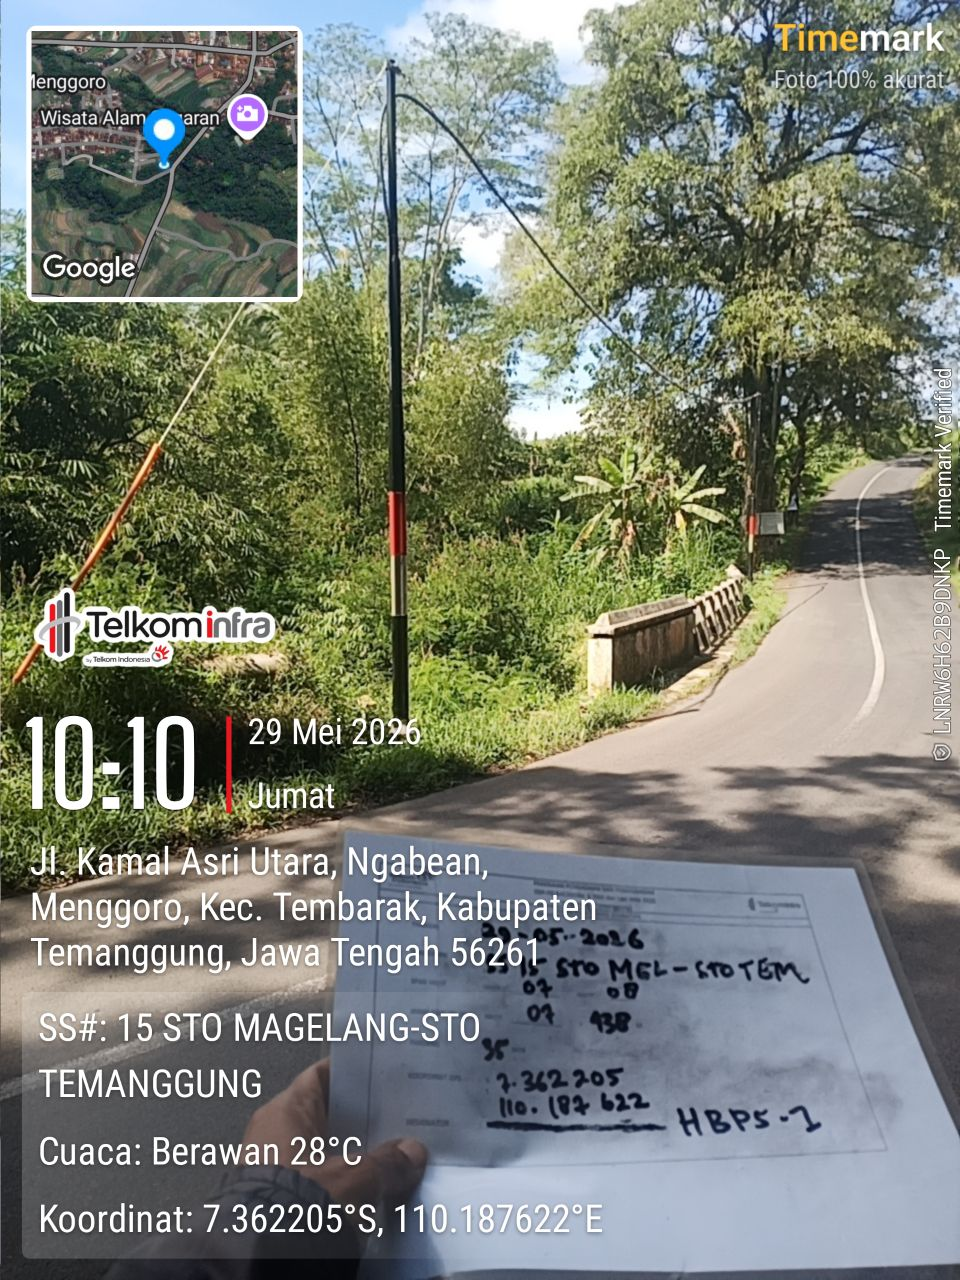 Timemark
Foto 100% akurat
Menggoro
Wisata Alam
Google
Timemark Verified
LNRW6H62B9DNKP
Telkominfra
by Telkom Indonesia
10:10
29 Mei 2026
Jumat
Jl. Kamal Asri Utara, Ngabean,
Menggoro, Kec. Tembarak, Kabupaten
Temanggung, Jawa Tengah 56261
05-2026
15 STO MGL-STO TEM
07 08
07 438
35
7.362205
110.187622
HBPS-1
SS#: 15 STO MAGELANG-STO
TEMANGGUNG
Cuaca: Berawan 28°C
Koordinat: 7.362205°S, 110.187622°E